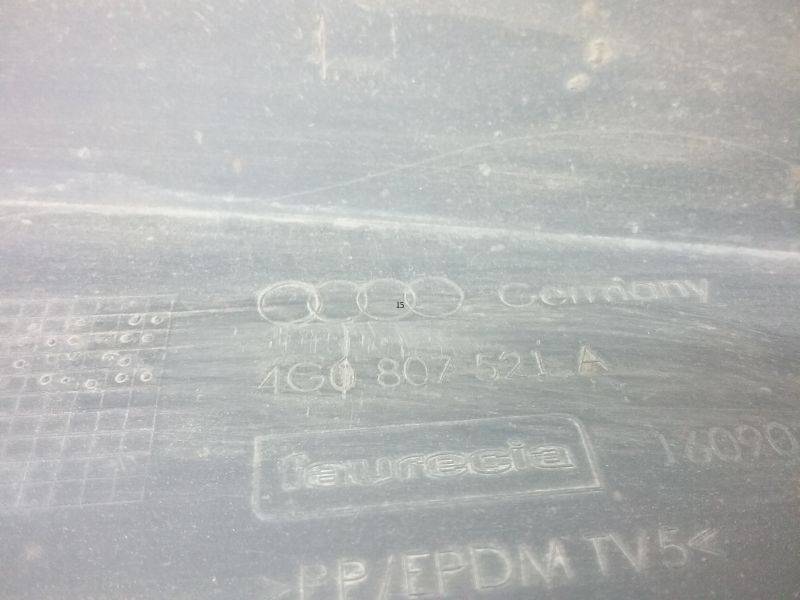 Germany
15
4G0 807 521 A
faurecia
16090
>PP/EPDM TV5<